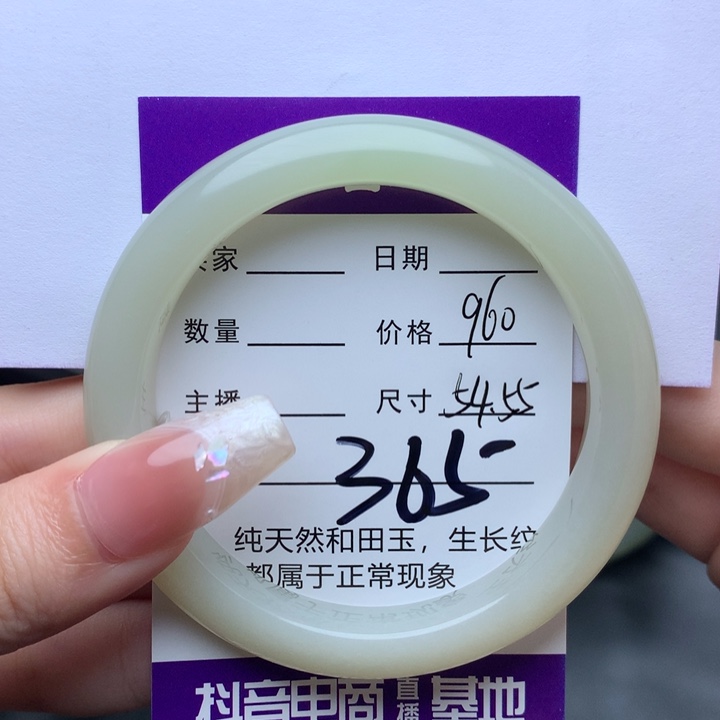 家 日期
数量 价格 960
主播 尺寸 54.55
365
纯天然和田玉，生长纹
都属于正常现象
抖音电商直播基地